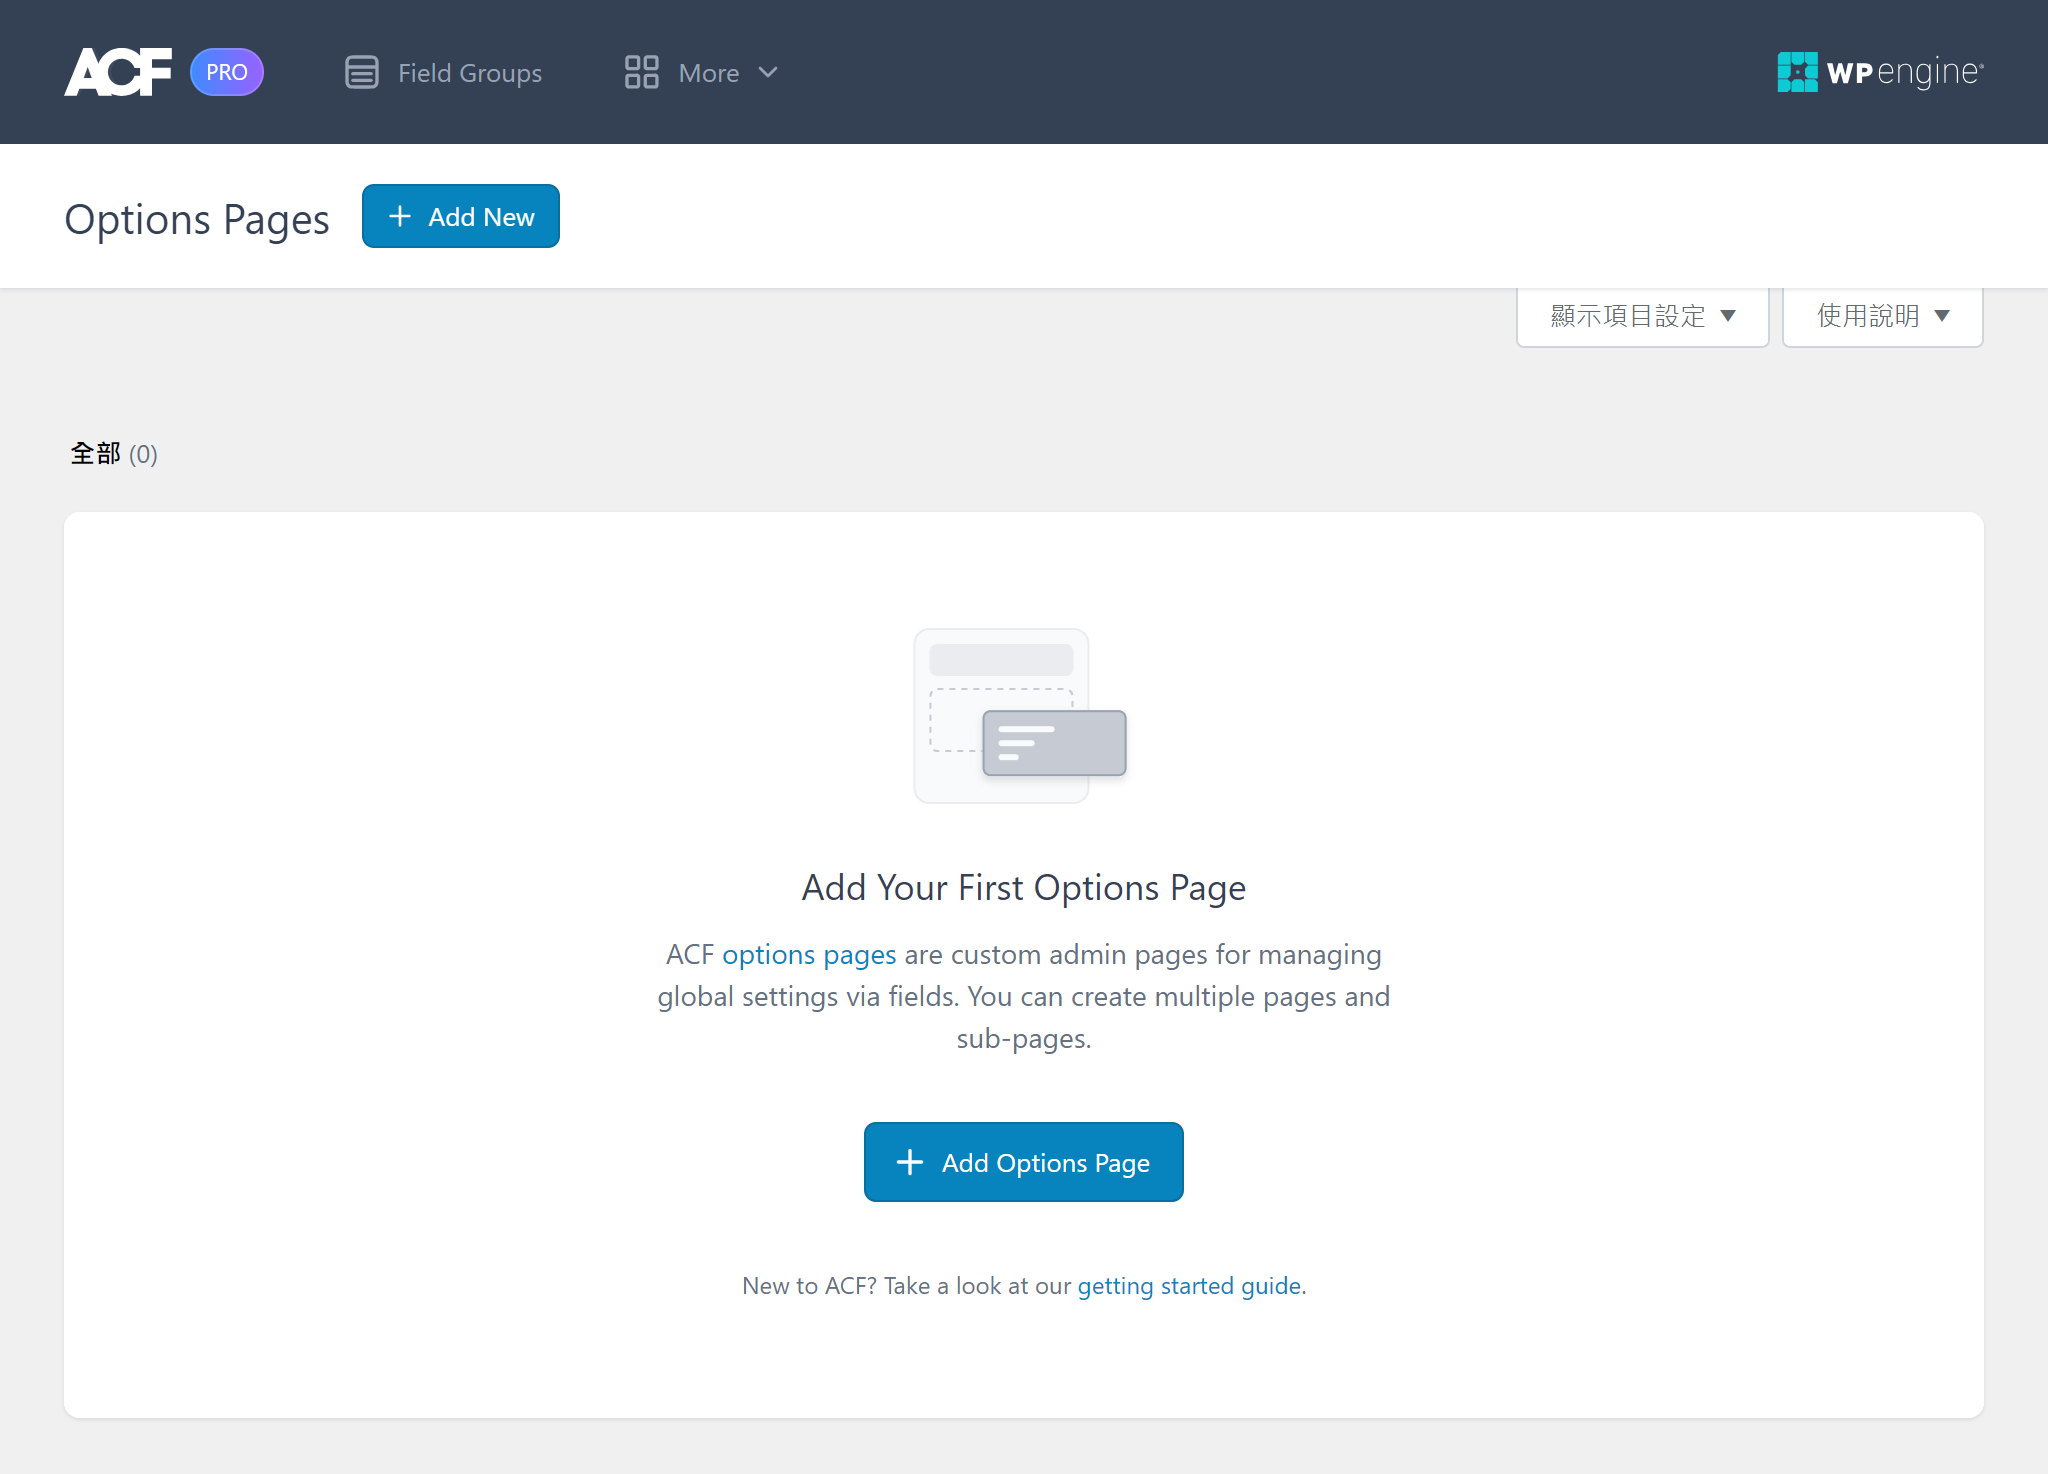 ACF PRO Field Groups More WP engine
Options Pages + Add New
顯示項目設定 ▼ 使用說明 ▼
全部 (0)
Add Your First Options Page
ACF options pages are custom admin pages for managing
global settings via fields. You can create multiple pages and
sub-pages.
+ Add Options Page
New to ACF? Take a look at our getting started guide.